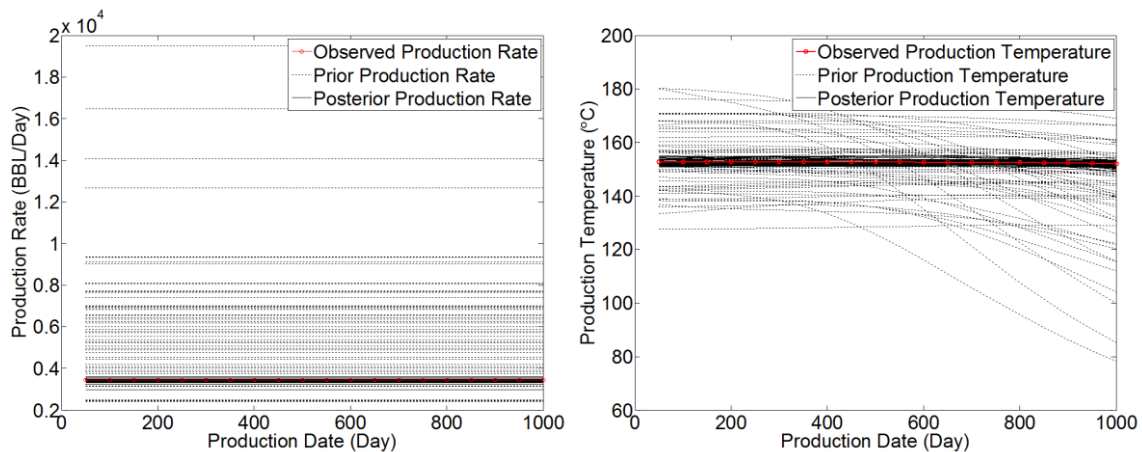 2 x 10⁴
1.8
1.6
1.4
1.2
1
0.8
0.6
0.4
0.2
0 200 400 600 800 1000
Production Rate (BBL/Day)
Production Date (Day)
Observed Production Rate
Prior Production Rate
Posterior Production Rate
200
180
160
140
120
100
80
60
0 200 400 600 800 1000
Production Temperature (°C)
Production Date (Day)
Observed Production Temperature
Prior Production Temperature
Posterior Production Temperature